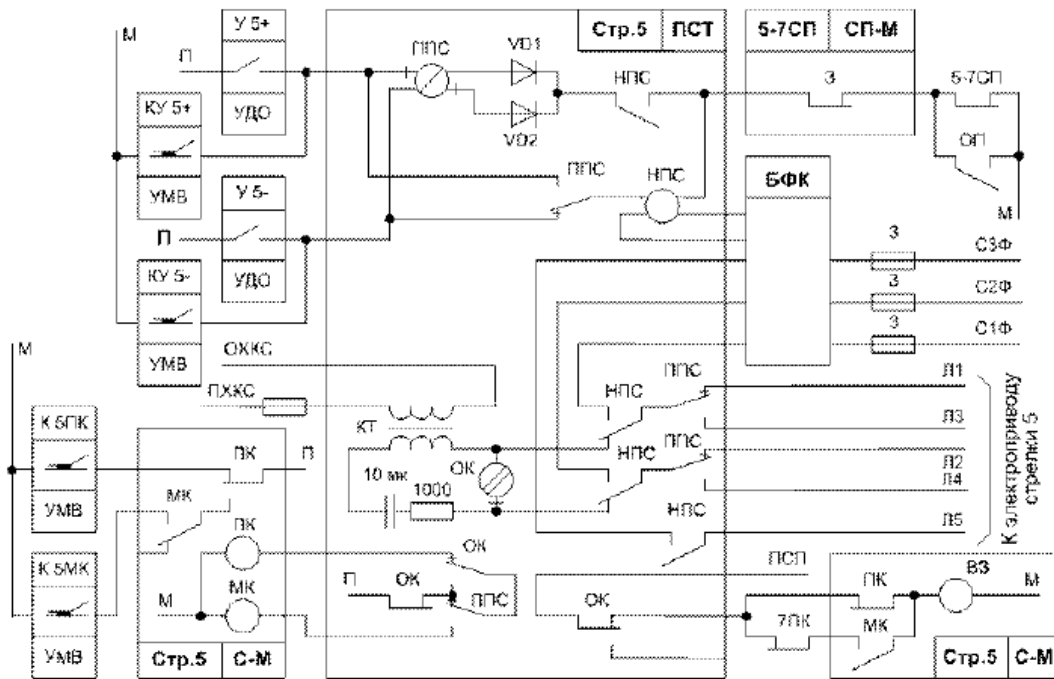 М
У 5+
П
УДО
КУ 5+
УМВ
У 5-
П
УДО
КУ 5-
УМВ
Стр.5 ПСТ
ППС
VD1
VD2
НПС
ППС
НПС
5-7СП СП-М
З
5-7СП
ОП
М
БФК
З
С3Ф
З
С2Ф
З
С1Ф
М
ОХКС
ПХКС
КТ
10 мк
1000
ОК
НПС
ППС
НПС
ППС
НПС
Л1
Л3
Л2
Л4
Л5
К электроприводу
стрелки 5
К 5ПК
УМВ
К 5МК
УМВ
ПК
П
МК
ПК
МК
М
Стр.5 С-М
П
ОК
ОК
ППС
ОК
ПСП
7ПК
ПК
МК
ВЗ
М
Стр.5 С-М